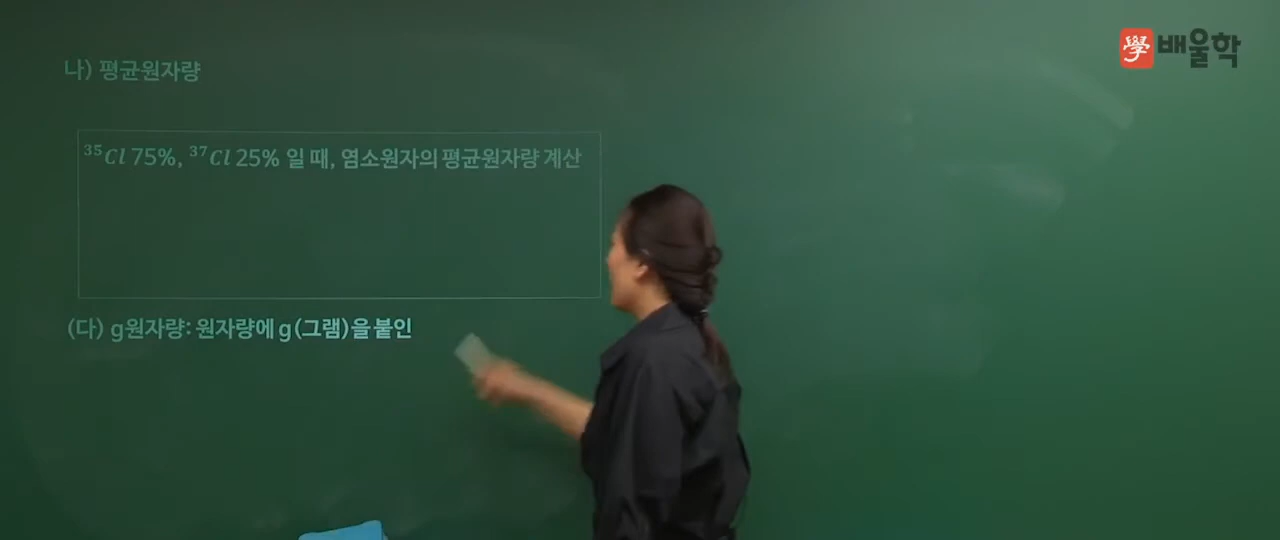 나) 평균원자량
學 배울학
³⁵Cl 75%, ³⁷Cl 25% 일 때, 염소원자의 평균원자량 계산
(다) g원자량: 원자량에 g(그램)을 붙인